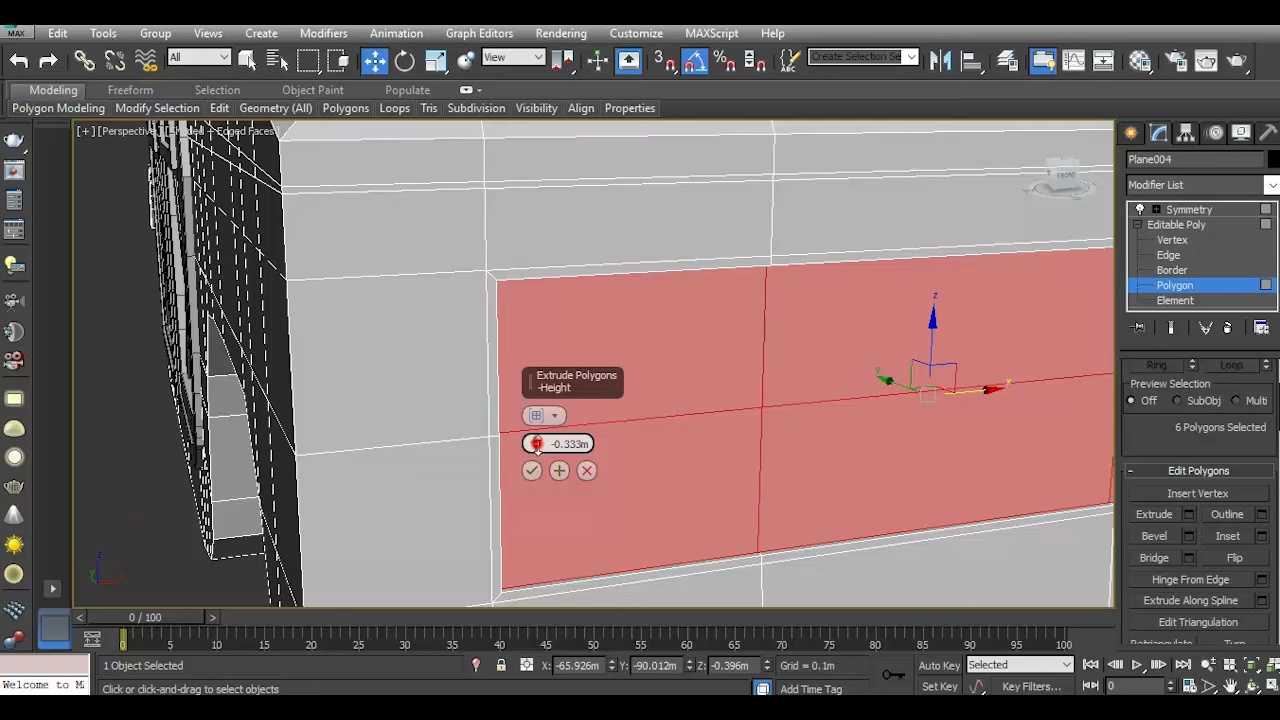 MAX Edit Tools Group Views Create Modifiers Animation Graph Editors Rendering Customize MAXScript Help
All View 3 Create Selection Se
Modeling Freeform Selection Object Paint Populate
Polygon Modeling Modify Selection Edit Geometry (All) Polygons Loops Tris Subdivision Visibility Align Properties
[+] [Perspective] [Shaded + Edged Faces]
FRONT
Plane004
Modifier List
Symmetry
Editable Poly
Vertex
Edge
Border
Polygon
Element
Ring Loop
Preview Selection
Off SubObj Multi
6 Polygons Selected
Edit Polygons
Insert Vertex
Extrude Outline
Bevel Inset
Bridge Flip
Hinge From Edge
Extrude Along Spline
Edit Triangulation
Retriangulate Turn
z
y
x
Extrude Polygons
-Height
-0.333m
z
y
x
< 0 / 100 >
0 5 10 15 20 25 30 35 40 45 50 55 60 65 70 75 80 85 90 95 100
1 Object Selected X: -65.926m Y: -90.012m Z: -0.396m Grid = 0.1m Auto Key Selected
Welcome to M Click or click-and-drag to select objects Add Time Tag Set Key Key Filters... 0